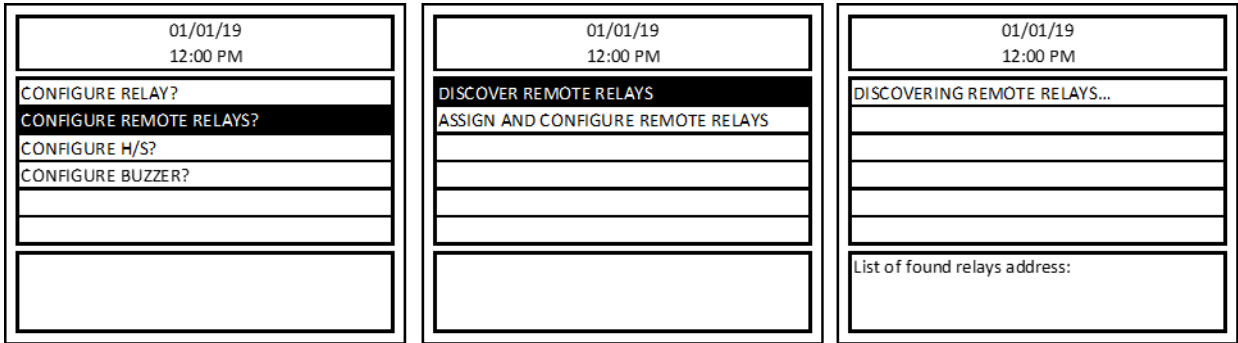 01/01/19
12:00 PM
CONFIGURE RELAY?
CONFIGURE REMOTE RELAYS?
CONFIGURE H/S?
CONFIGURE BUZZER?
01/01/19
12:00 PM
DISCOVER REMOTE RELAYS
ASSIGN AND CONFIGURE REMOTE RELAYS
01/01/19
12:00 PM
DISCOVERING REMOTE RELAYS...
List of found relays address: